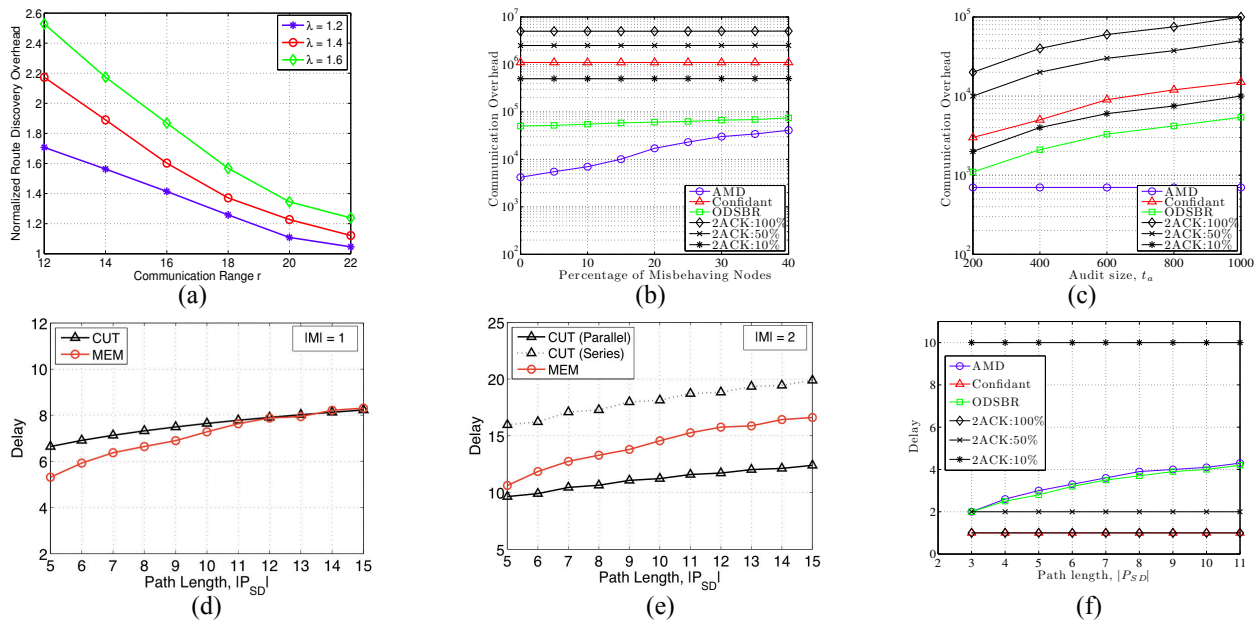 2.6
2.4
2.2
2
1.8
1.6
1.4
1.2
1
12 14 16 18 20 22
Normalized Route Discovery Overhead
Communication Range r
λ = 1.2
λ = 1.4
λ = 1.6
(a)
10^7
10^6
10^5
10^4
10^3
10^2
0 10 20 30 40
Communication Overhead
Percentage of Misbehaving Nodes
AMD
Confidant
ODSBR
2ACK:100%
2ACK:50%
2ACK:10%
(b)
10^5
10^4
10^3
10^2
200 400 600 800 1000
Communication Overhead
Audit size, t_a
AMD
Confidant
ODSBR
2ACK:100%
2ACK:50%
2ACK:10%
(c)
12
10
8
6
4
2
5 6 7 8 9 10 11 12 13 14 15
Delay
Path Length, |P_SD|
CUT
MEM
|M| = 1
(d)
25
20
15
10
5
5 6 7 8 9 10 11 12 13 14 15
Delay
Path Length, |P_SD|
CUT (Parallel)
CUT (Series)
MEM
|M| = 2
(e)
10
8
6
4
2
0
2 3 4 5 6 7 8 9 10 11
Delay
Path length, |P_SD|
AMD
Confidant
ODSBR
2ACK:100%
2ACK:50%
2ACK:10%
(f)